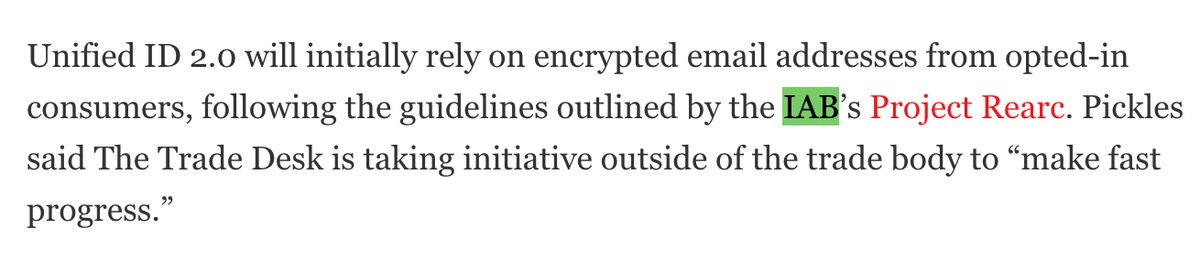 Unified ID 2.0 will initially rely on encrypted email addresses from opted-in
consumers, following the guidelines outlined by the IAB’s Project Rearc. Pickles
said The Trade Desk is taking initiative outside of the trade body to “make fast
progress.”